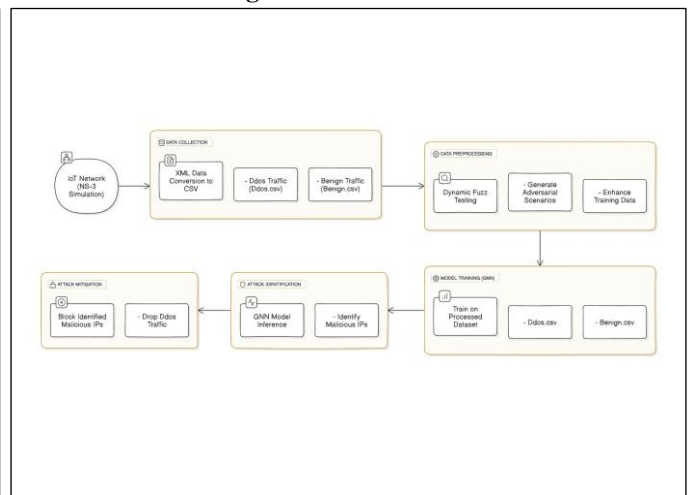 DATA COLLECTION
IoT Network
(NS-3
Simulation)
XML Data
Conversion to
CSV
- Ddos Traffic
(Ddos.csv)
- Benign Traffic
(Benign.csv)
DATA PREPROCESSING
Dynamic Fuzz
Testing
- Generate
Adversarial
Scenarios
- Enhance
Training Data
MODEL TRAINING (GNN)
Train on
Processed
Dataset
- Ddos.csv
- Benign.csv
ATTACK IDENTIFICATION
GNN Model
Inference
- Identify
Malicious IPs
ATTACK MITIGATION
Block Identified
Malicious IPs
- Drop Ddos
Traffic